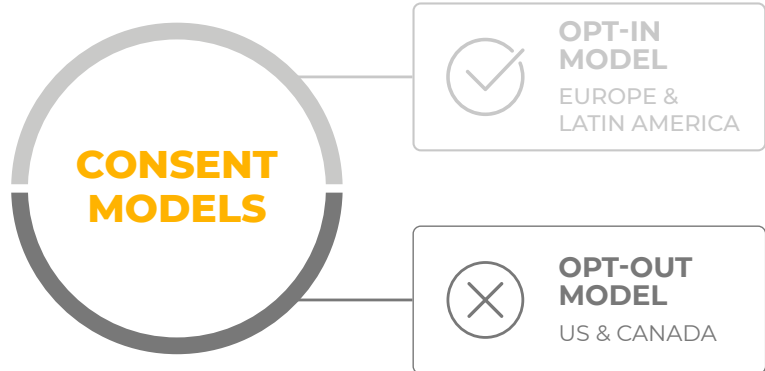 CONSENT
MODELS
OPT-IN
MODEL
EUROPE &
LATIN AMERICA
OPT-OUT
MODEL
US & CANADA